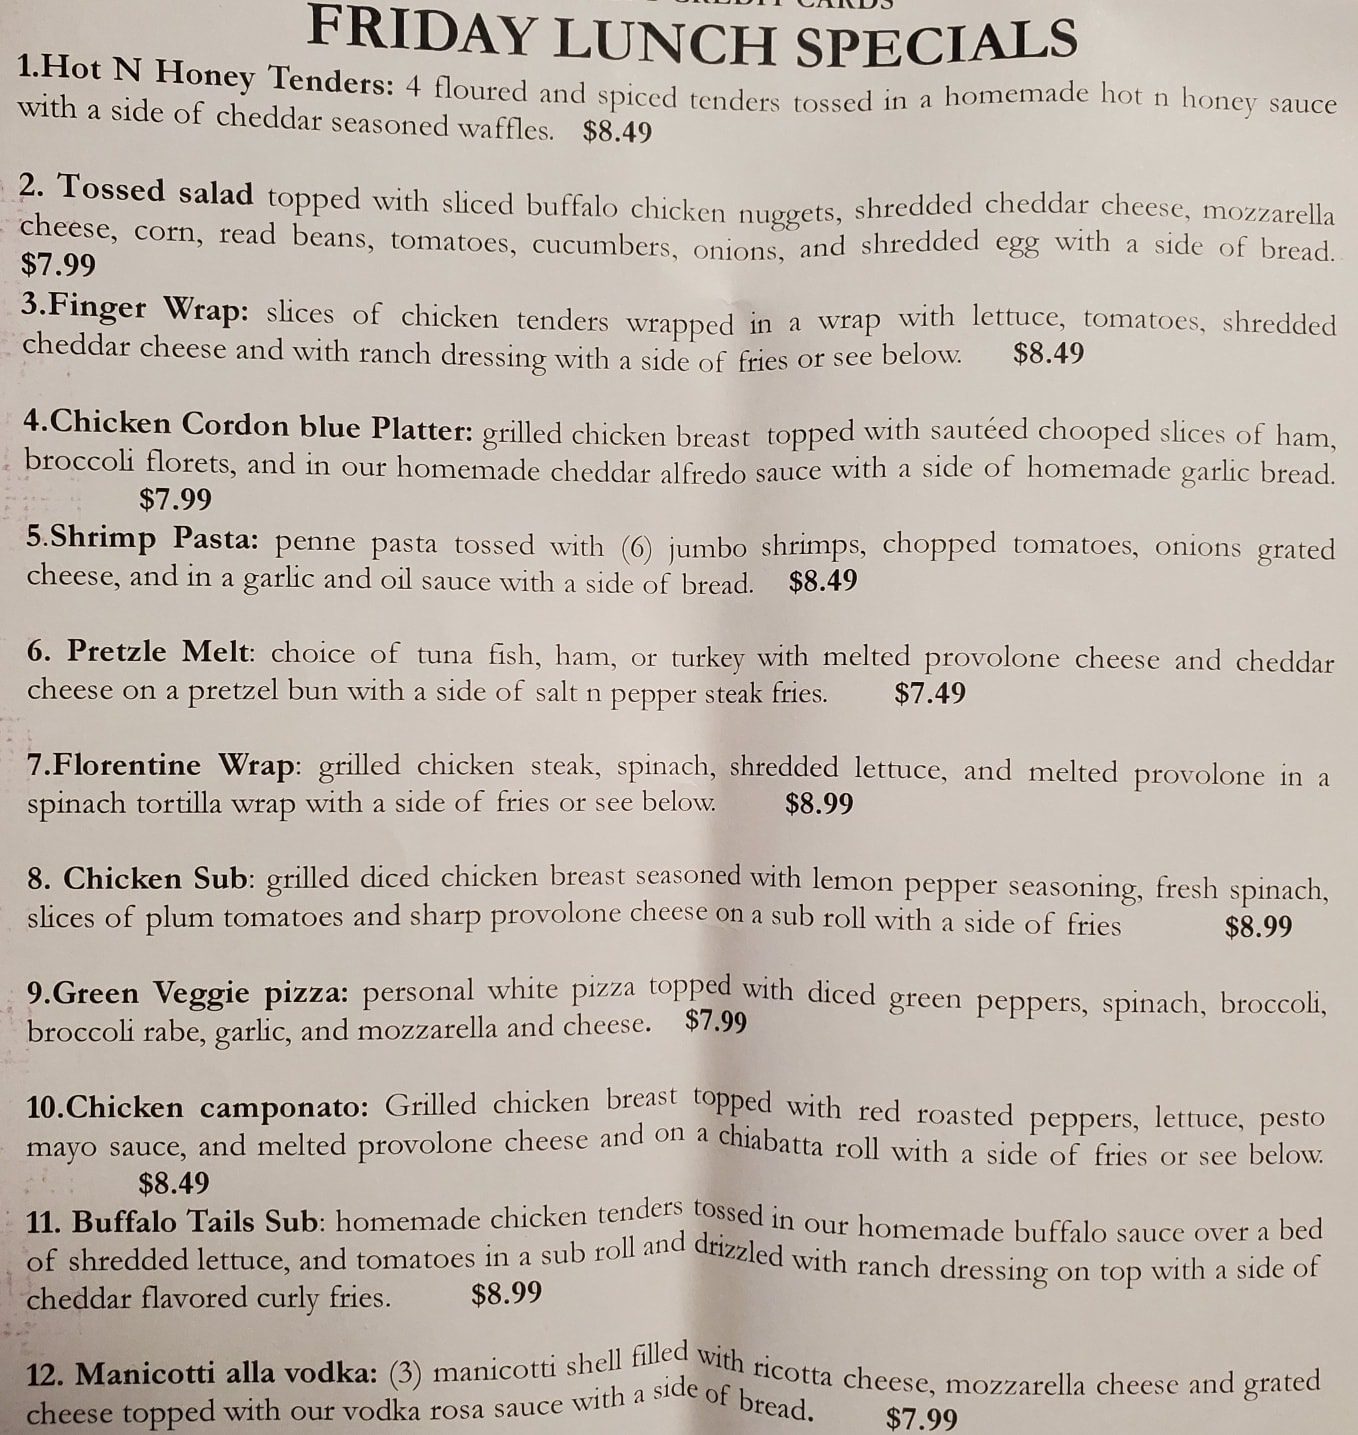 CREDIT CARDS
FRIDAY LUNCH SPECIALS
1.Hot N Honey Tenders: 4 floured and spiced tenders tossed in a homemade hot n honey sauce
with a side of cheddar seasoned waffles. $8.49
2. Tossed salad topped with sliced buffalo chicken nuggets, shredded cheddar cheese, mozzarella
cheese, corn, read beans, tomatoes, cucumbers, onions, and shredded egg with a side of bread.
$7.99
3.Finger Wrap: slices of chicken tenders wrapped in a wrap with lettuce, tomatoes, shredded
cheddar cheese and with ranch dressing with a side of fries or see below. $8.49
4.Chicken Cordon blue Platter: grilled chicken breast topped with sautéed chooped slices of ham,
broccoli florets, and in our homemade cheddar alfredo sauce with a side of homemade garlic bread.
$7.99
5.Shrimp Pasta: penne pasta tossed with (6) jumbo shrimps, chopped tomatoes, onions grated
cheese, and in a garlic and oil sauce with a side of bread. $8.49
6. Pretzle Melt: choice of tuna fish, ham, or turkey with melted provolone cheese and cheddar
cheese on a pretzel bun with a side of salt n pepper steak fries. $7.49
7.Florentine Wrap: grilled chicken steak, spinach, shredded lettuce, and melted provolone in a
spinach tortilla wrap with a side of fries or see below. $8.99
8. Chicken Sub: grilled diced chicken breast seasoned with lemon pepper seasoning, fresh spinach,
slices of plum tomatoes and sharp provolone cheese on a sub roll with a side of fries $8.99
9.Green Veggie pizza: personal white pizza topped with diced green peppers, spinach, broccoli,
broccoli rabe, garlic, and mozzarella and cheese. $7.99
10.Chicken camponato: Grilled chicken breast topped with red roasted peppers, lettuce, pesto
mayo sauce, and melted provolone cheese and on a chiabatta roll with a side of fries or see below.
$8.49
11. Buffalo Tails Sub: homemade chicken tenders tossed in our homemade buffalo sauce over a bed
of shredded lettuce, and tomatoes in a sub roll and drizzled with ranch dressing on top with a side of
cheddar flavored curly fries. $8.99
12. Manicotti alla vodka: (3) manicotti shell filled with ricotta cheese, mozzarella cheese and grated
cheese topped with our vodka rosa sauce with a side of bread. $7.99